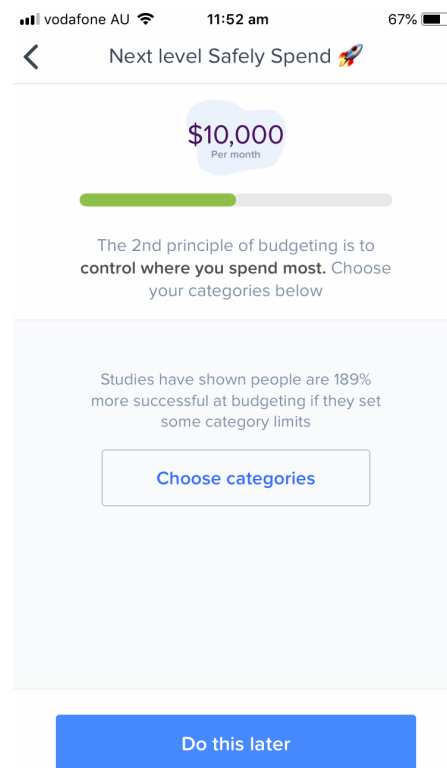 vodafone AU 11:52 am 67%
Next level Safely Spend 🚀
$10,000
Per month
The 2nd principle of budgeting is to
control where you spend most. Choose
your categories below
Studies have shown people are 189%
more successful at budgeting if they set
some category limits
Choose categories
Do this later